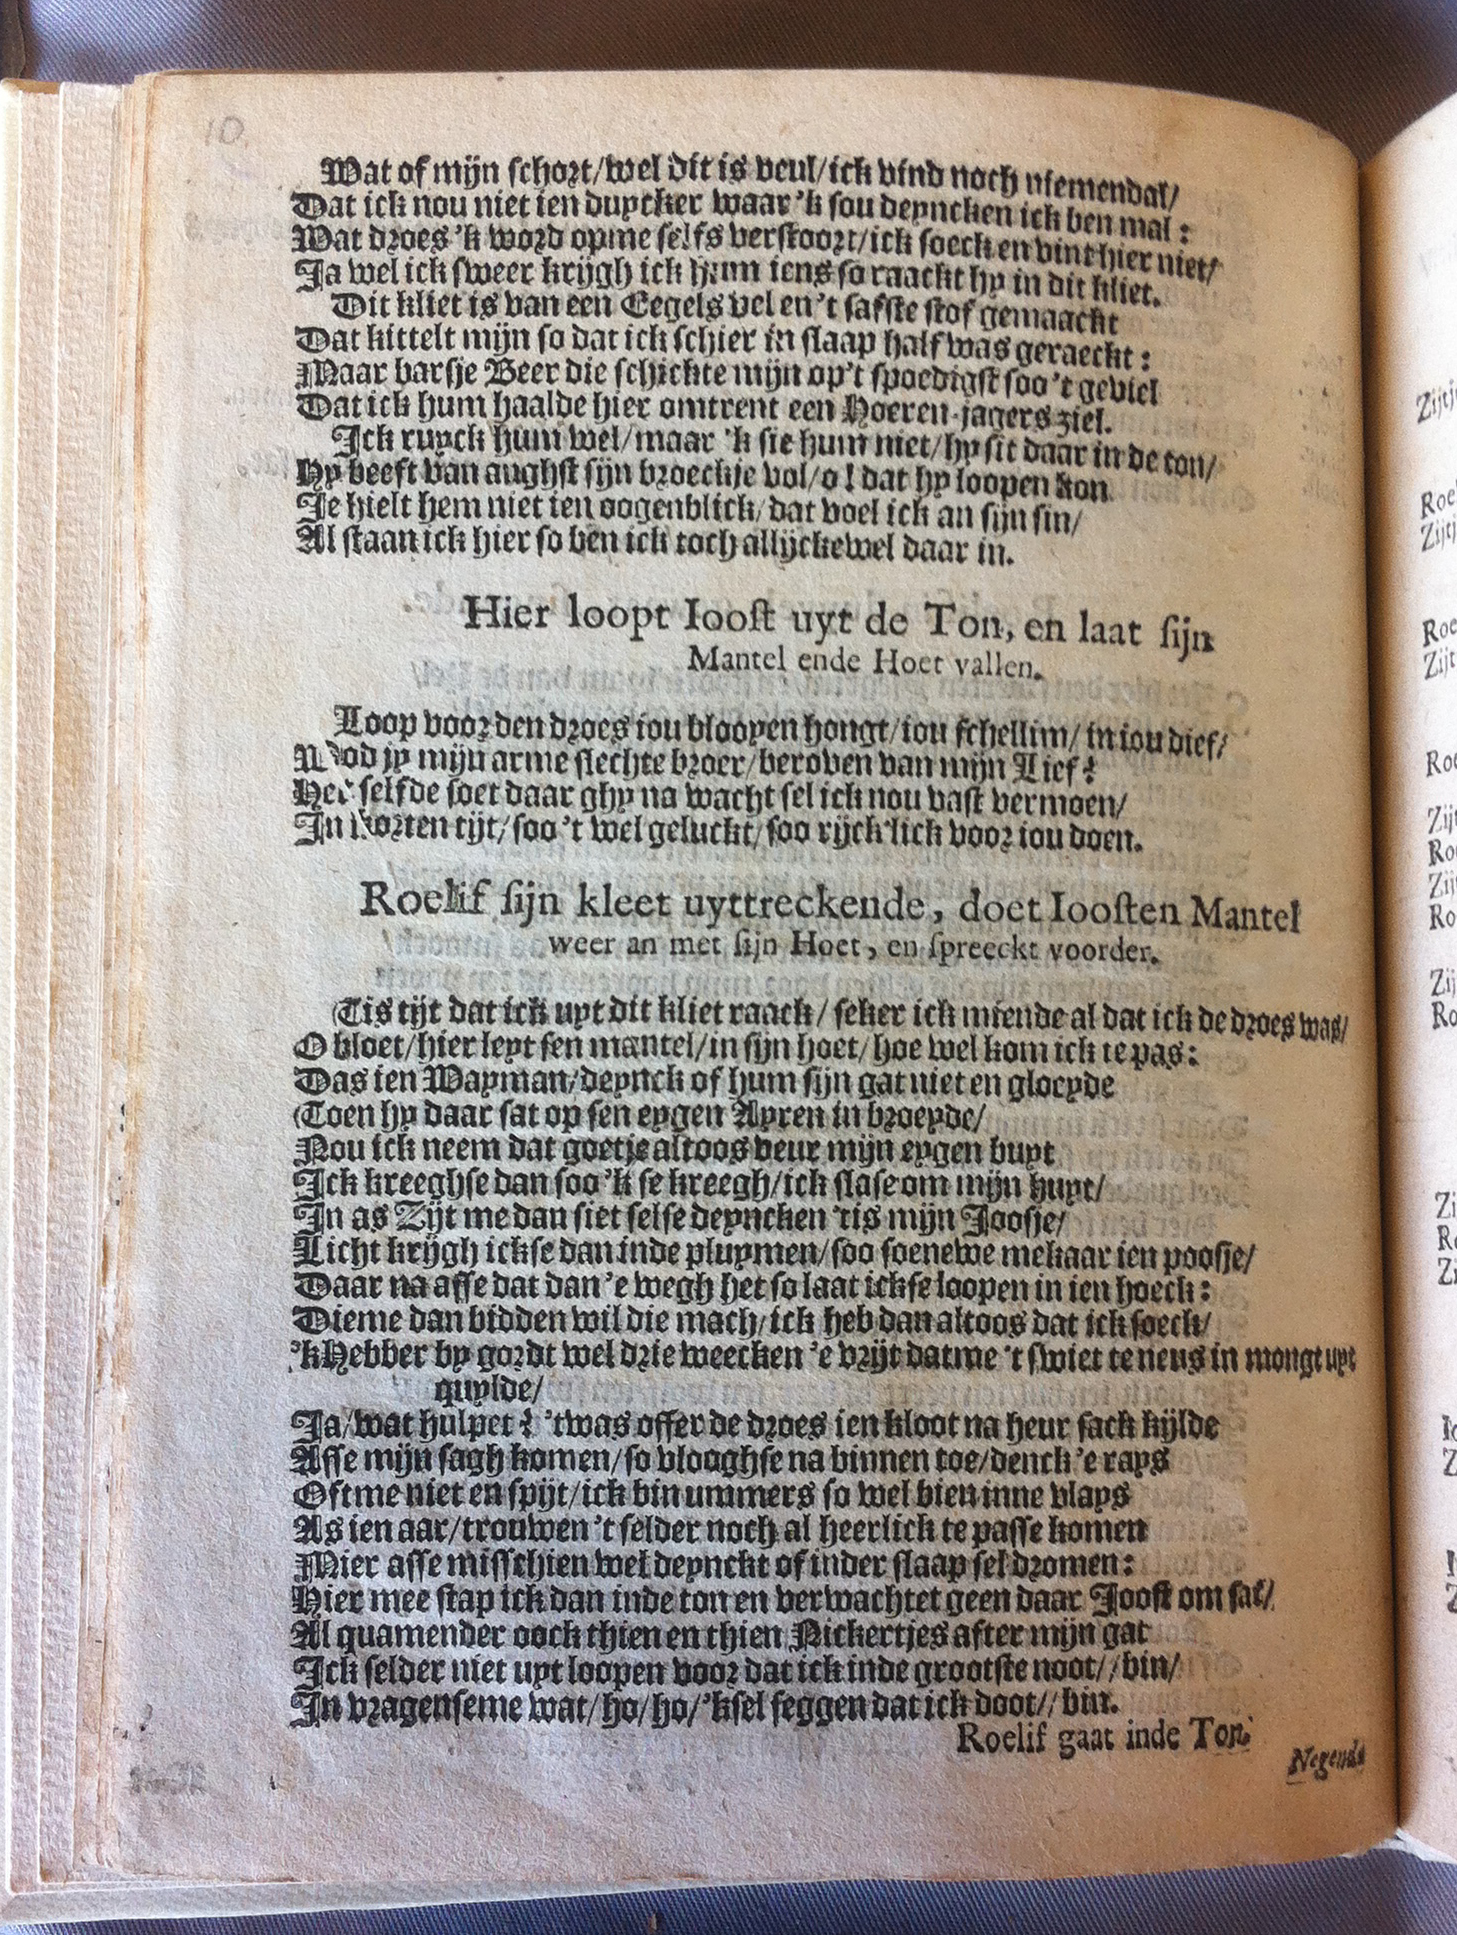 10.
Wat of mijn schort/wel dit is veul/ick vind noch niemendal/
Dat ick nou niet ien duycker waar 'k sou deyncken ick ben mal:
Wat droes 'k word opme selfs verstoort/ick soeck en vint hier niet/
Ja wel ick sweer krijgh ick hum iens so raackt hy in dit kliet.
Dit kliet is van een Eegels vel en 't safste stof gemaackt
Dat kittelt mijn so dat ick schier in slaap half was geraeckt:
Maar barsje Beer die schickte mijn op't spoedigst soo 't geviel
Dat ick hum haalde hier omtrent een Hoeren-jagers ziel.
Ick ruyck hum wel/maar 'k sie hum niet/hy sit daar in de ton/
Hy heeft van anghst sijn broeckje vol/o! dat hy loopen kon
Je hielt hem niet ien oogenblick/dat voel ick an sijn sin/
Al staan ick hier so ben ick toch allijckewel daar in.
Hier loopt Ioost uyt de Ton, en laat sijn
Mantel ende Hoet vallen.
Loop voor den droes iou bloopen hongt/iou schellim/in iou dief/
Wod jy mijn arme slechte broer/beroven van mijn Lief?
Het selfde soet daar ghy na wacht sel ick nou vast vermoen/
In korten tijt/soo 't wel geluckt/soo rijck'lick voor iou doen.
Roelif sijn kleet uyttreckende, doet Ioosten Mantel
weer an met sijn Hoet, en spreeckt voorder.
Tis tijt dat ick uyt dit kliet raack/seker ick miende al dat ick de droes was/
O bloet/hier leyt sen mantel/in sijn hoet/hoe wel kom ick te pas:
Das ien Wayman/deynck of hum sijn gat niet en gloeyde
Toen hy daar sat op sen eygen Ayren in broeyde/
Nou ick neem dat goetje altoos veur mijn eygen buyt
Ick kreeghse dan soo 'k se kreegh/ick slase om mijn huyt/
In as Zijt me dan siet selse deyncken 'tis mijn Joosje/
Licht krijgh ickse dan inde pluymen/soo soenewe mekaar ien poosje/
Daar na asse dat dan 'e wegh het so laat ickse loopen in ien hoeck:
Dieme dan bidden wil die mach/ick heb dan altoos dat ick soeck/
'k Hebber by gordt wel drie weecken 'e vrijt datme 't swiet te neus in mongt uyt
quylde/
Ja/wat hulpet? 'twas offer de droes ien kloot na heur sack kijlde
Asse mijn sagh komen/so vlooghse na binnen toe/denck 'e rays
Oftme niet en spijt/ick bin ummers so wel bien inne vlays
As ien aar/trouwen 't selder noch al heerlick te passe komen
Mier asse misschien wel deynckt of inder slaap sel dromen:
Hier mee stap ick dan inde ton en verwachtet geen daar Joost om sat/
Al quamender oock thien en thien Nickertjes after mijn gat
Ick selder niet uyt loopen voor dat ick inde grootste noot//bin/
In vragenseme wat/ho/ho/'ksel seggen dat ick doot//bin.
Roelif gaat inde Ton.
Negende